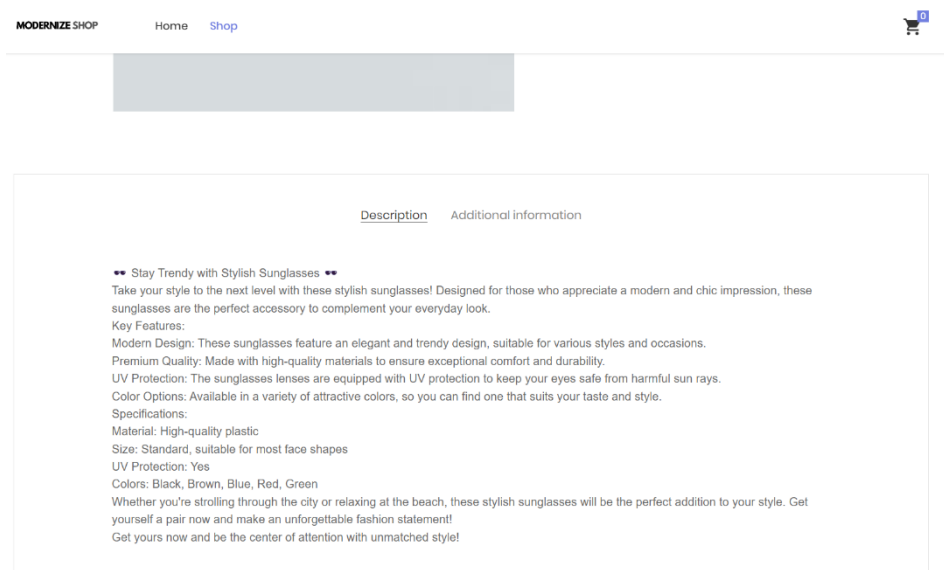 MODERNIZE SHOP
Home
Shop
0
Description
Additional information
🕶️ Stay Trendy with Stylish Sunglasses 🕶️
Take your style to the next level with these stylish sunglasses! Designed for those who appreciate a modern and chic impression, these
sunglasses are the perfect accessory to complement your everyday look.
Key Features:
Modern Design: These sunglasses feature an elegant and trendy design, suitable for various styles and occasions.
Premium Quality: Made with high-quality materials to ensure exceptional comfort and durability.
UV Protection: The sunglasses lenses are equipped with UV protection to keep your eyes safe from harmful sun rays.
Color Options: Available in a variety of attractive colors, so you can find one that suits your taste and style.
Specifications:
Material: High-quality plastic
Size: Standard, suitable for most face shapes
UV Protection: Yes
Colors: Black, Brown, Blue, Red, Green
Whether you're strolling through the city or relaxing at the beach, these stylish sunglasses will be the perfect addition to your style. Get
yourself a pair now and make an unforgettable fashion statement!
Get yours now and be the center of attention with unmatched style!